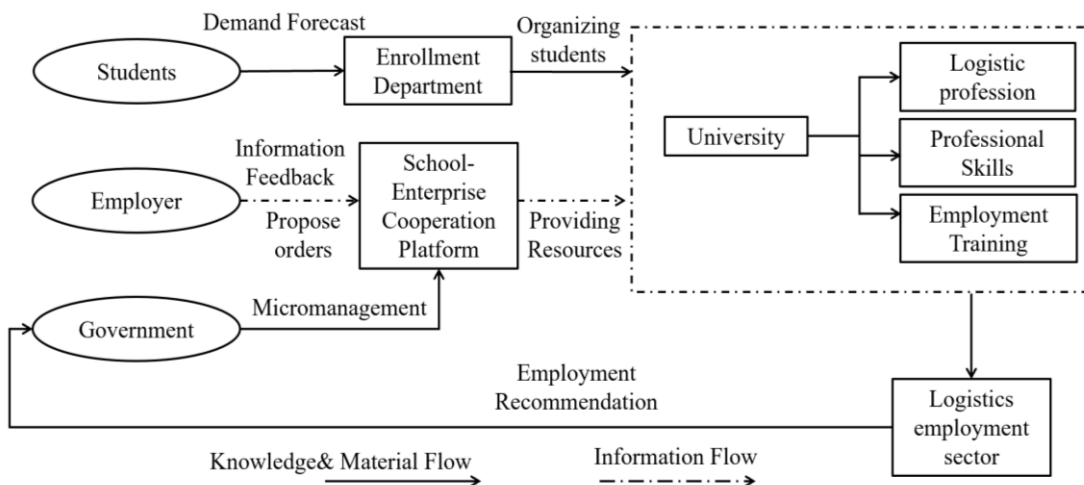 Demand Forecast
Students
Enrollment
Department
Organizing
students
Logistic
profession
University
Professional
Skills
Employment
Training
Employer
Information
Feedback
Propose
orders
School-
Enterprise
Cooperation
Platform
Providing
Resources
Government
Micromanagement
Employment
Recommendation
Logistics
employment
sector
Knowledge& Material Flow
Information Flow